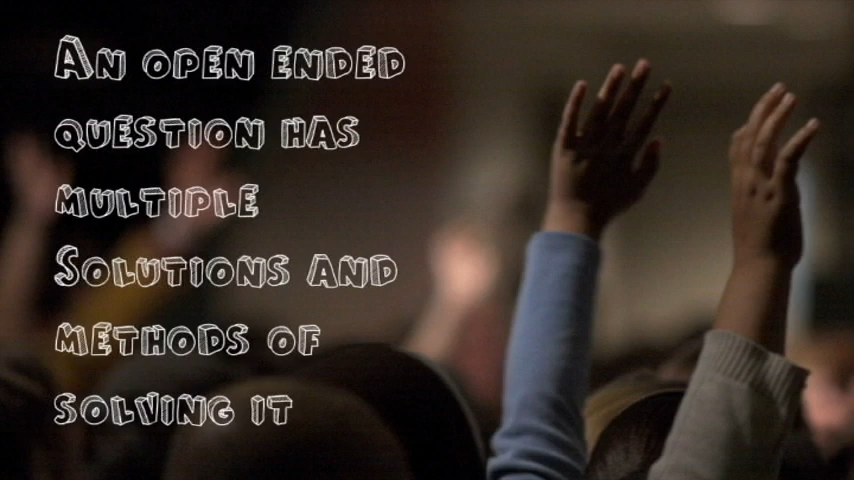 An open ended
question has
multiple
Solutions and
methods of
solving it